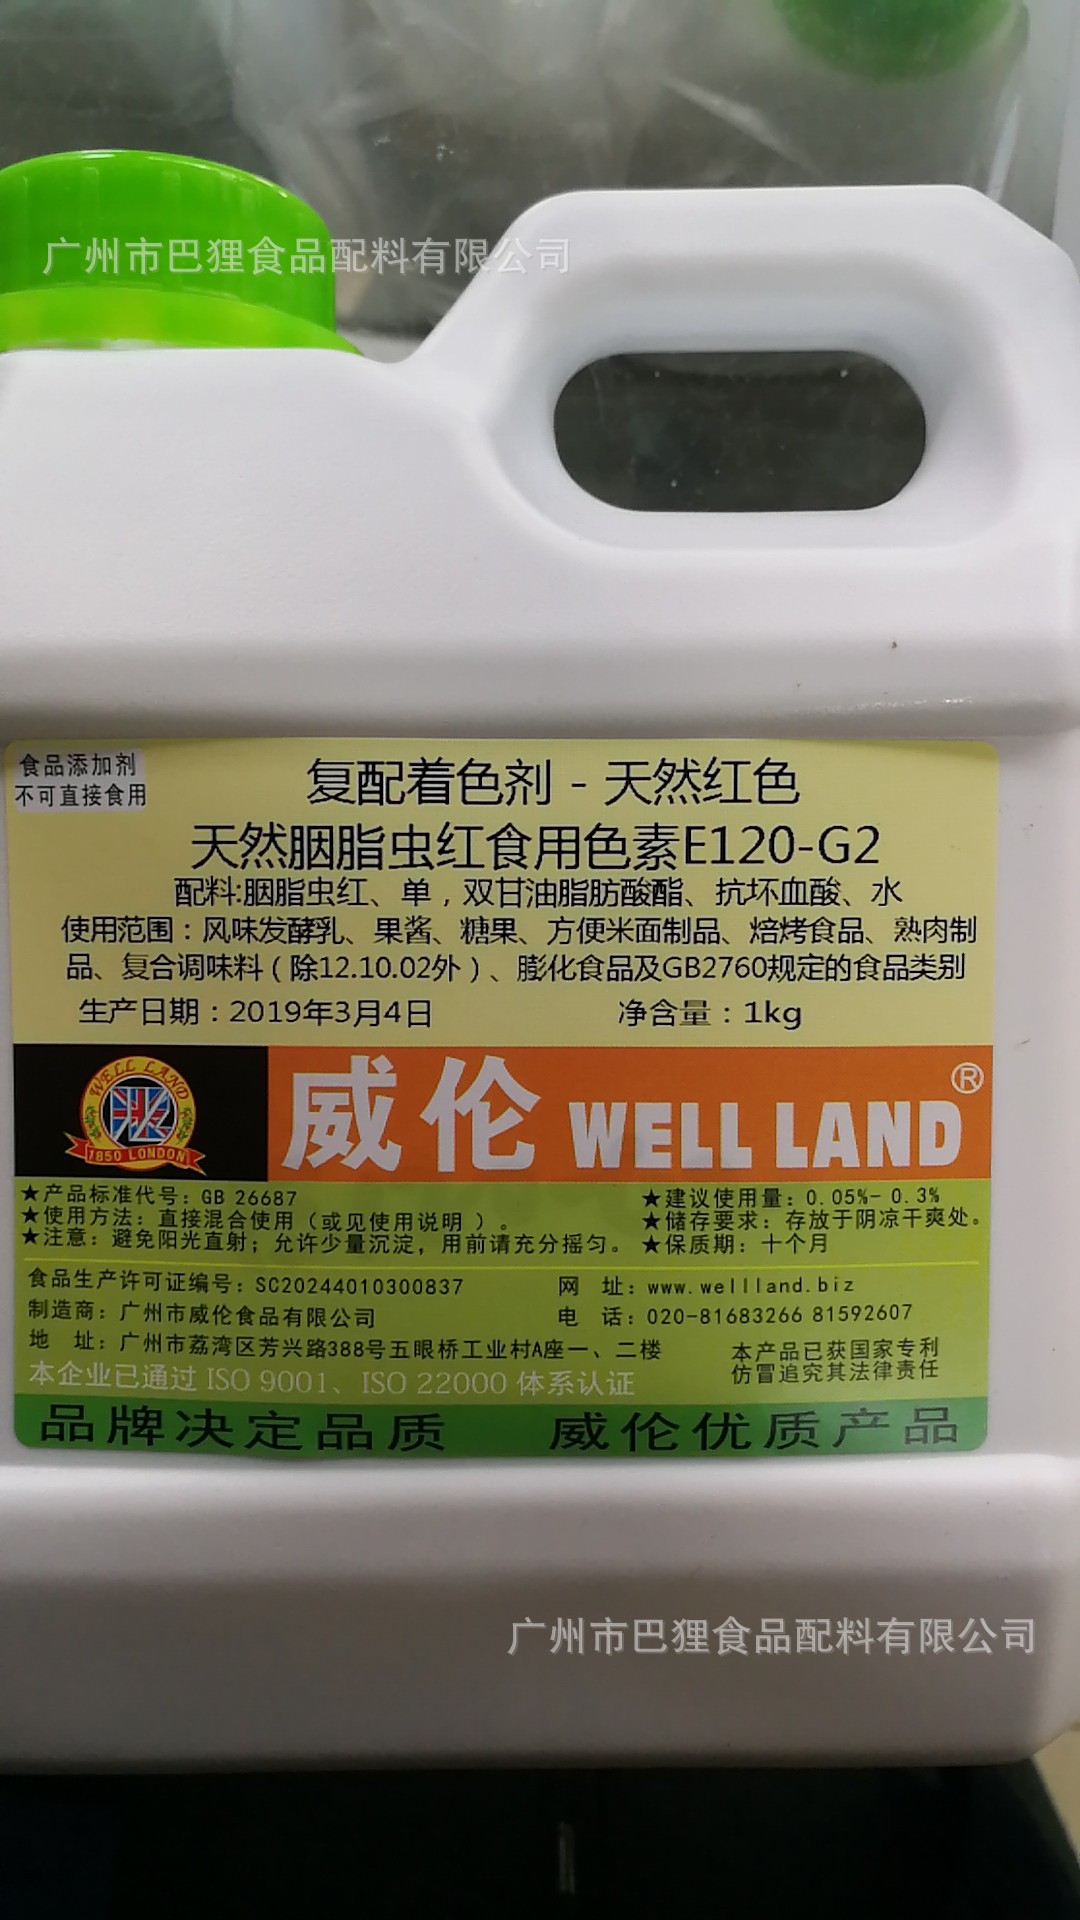 广州市巴狸食品配料有限公司
食品添加剂
不可直接食用
复配着色剂 - 天然红色
天然胭脂虫红食用色素E120-G2
配料:胭脂虫红、单，双甘油脂肪酸酯、抗坏血酸、水
使用范围：风味发酵乳、果酱、糖果、方便米面制品、焙烤食品、熟肉制
品、复合调味料（除12.10.02外）、膨化食品及GB2760规定的食品类别
生产日期：2019年3月4日 净含量：1kg
WELL LAND
1850 LONDON
威伦 WELL LAND ®
★产品标准代号：GB 26687 ★建议使用量：0.05%- 0.3%
★使用方法：直接混合使用（或见使用说明 ）。 ★储存要求：存放于阴凉干爽处。
★注意：避免阳光直射；允许少量沉淀，用前请充分摇匀。 ★保质期：十个月
食品生产许可证编号：SC20244010300837 网 址：www.wellland.biz
制造商：广州市威伦食品有限公司 电 话：020-81683266 81592607
地 址：广州市荔湾区芳兴路388号五眼桥工业村A座一、二楼
本产品已获国家专利
仿冒追究其法律责任
本企业已通过 ISO 9001、ISO 22000 体系认证
品牌决定品质 威伦优质产品
广州市巴狸食品配料有限公司